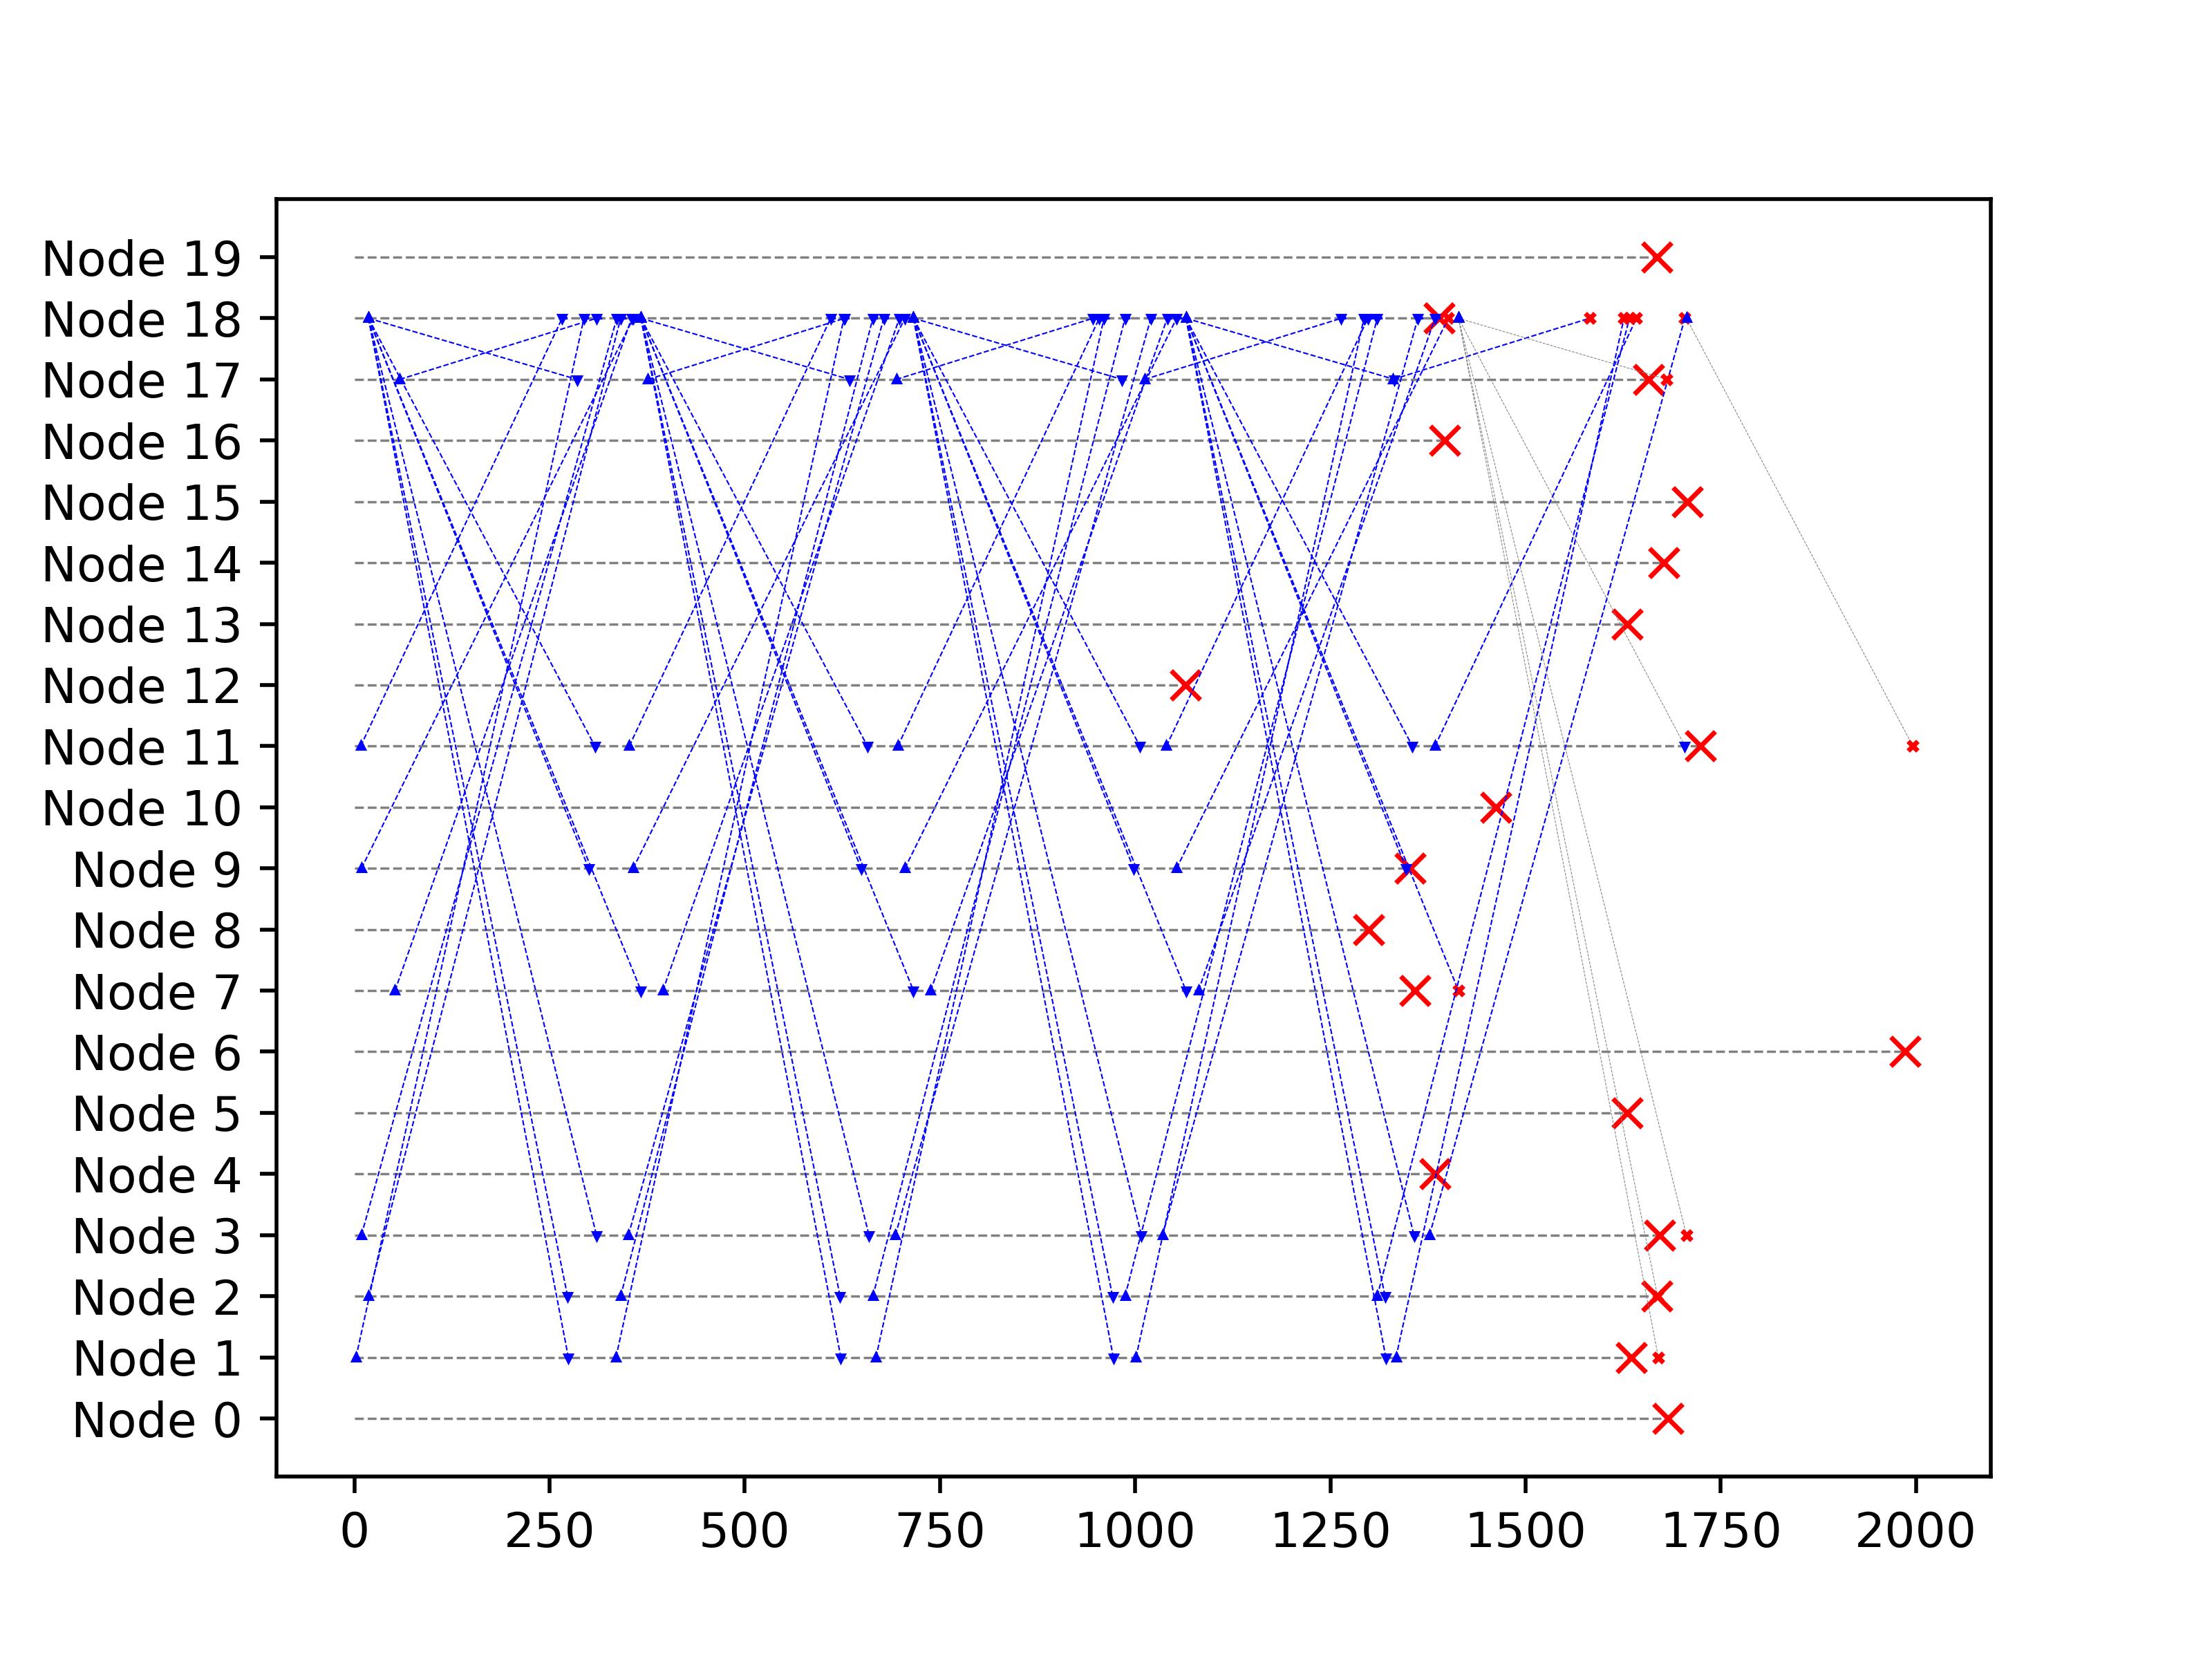 Node 19
Node 18
Node 17
Node 16
Node 15
Node 14
Node 13
Node 12
Node 11
Node 10
Node 9
Node 8
Node 7
Node 6
Node 5
Node 4
Node 3
Node 2
Node 1
Node 0
0 250 500 750 1000 1250 1500 1750 2000